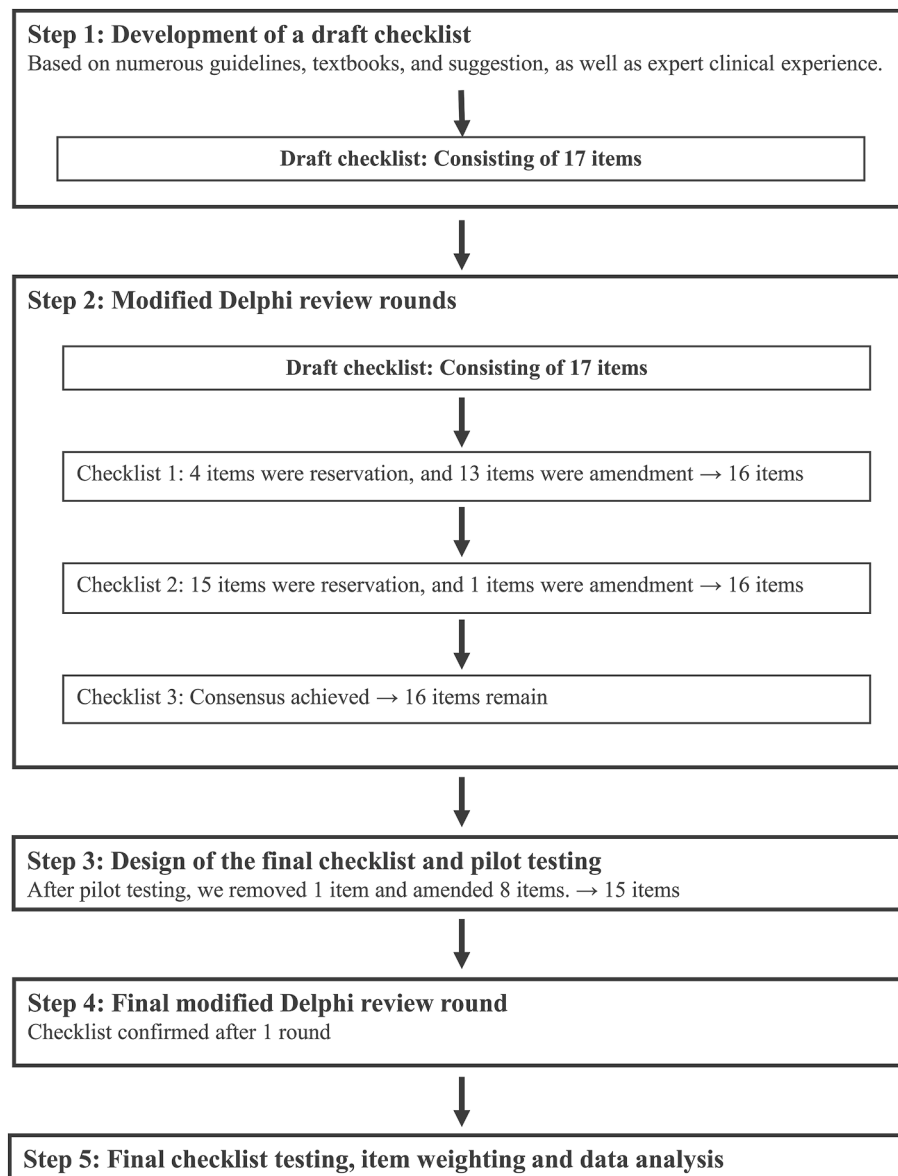 Step 1: Development of a draft checklist
Based on numerous guidelines, textbooks, and suggestion, as well as expert clinical experience.
Draft checklist: Consisting of 17 items
Step 2: Modified Delphi review rounds
Draft checklist: Consisting of 17 items
Checklist 1: 4 items were reservation, and 13 items were amendment → 16 items
Checklist 2: 15 items were reservation, and 1 items were amendment → 16 items
Checklist 3: Consensus achieved → 16 items remain
Step 3: Design of the final checklist and pilot testing
After pilot testing, we removed 1 item and amended 8 items. → 15 items
Step 4: Final modified Delphi review round
Checklist confirmed after 1 round
Step 5: Final checklist testing, item weighting and data analysis